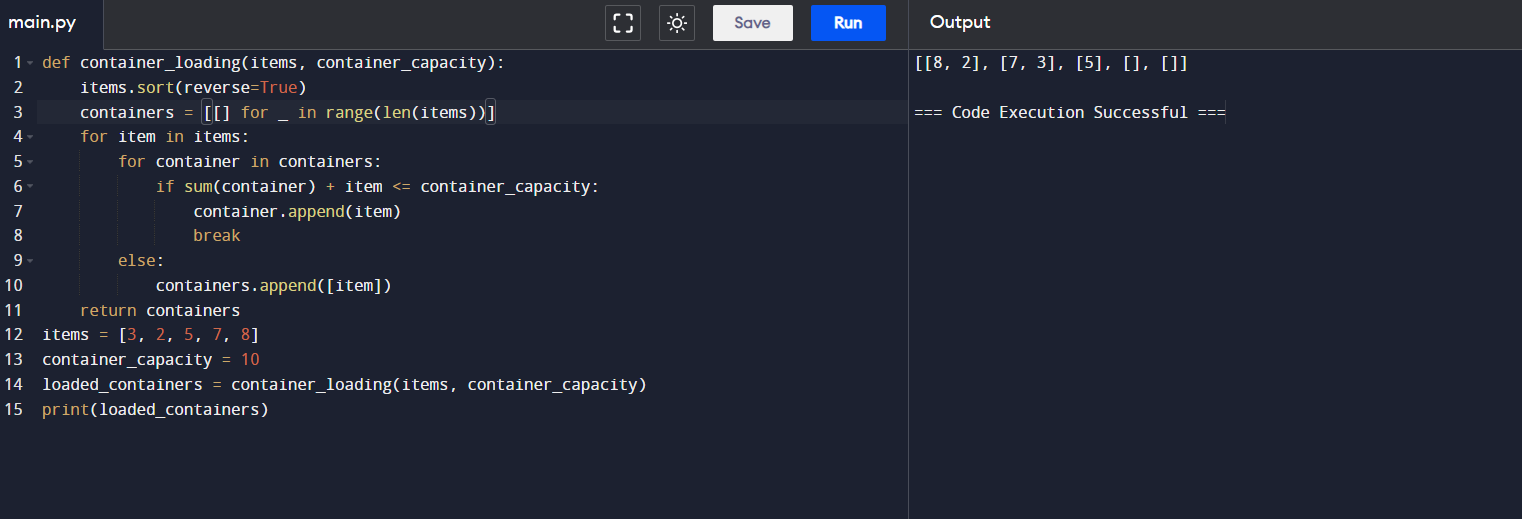 main.py
Save
Run
Output
1 def container_loading(items, container_capacity):
2     items.sort(reverse=True)
3     containers = [[] for _ in range(len(items))]
4     for item in items:
5         for container in containers:
6             if sum(container) + item <= container_capacity:
7                 container.append(item)
8                 break
9         else:
10             containers.append([item])
11     return containers
12 items = [3, 2, 5, 7, 8]
13 container_capacity = 10
14 loaded_containers = container_loading(items, container_capacity)
15 print(loaded_containers)
[[8, 2], [7, 3], [5], [], []]
=== Code Execution Successful ===